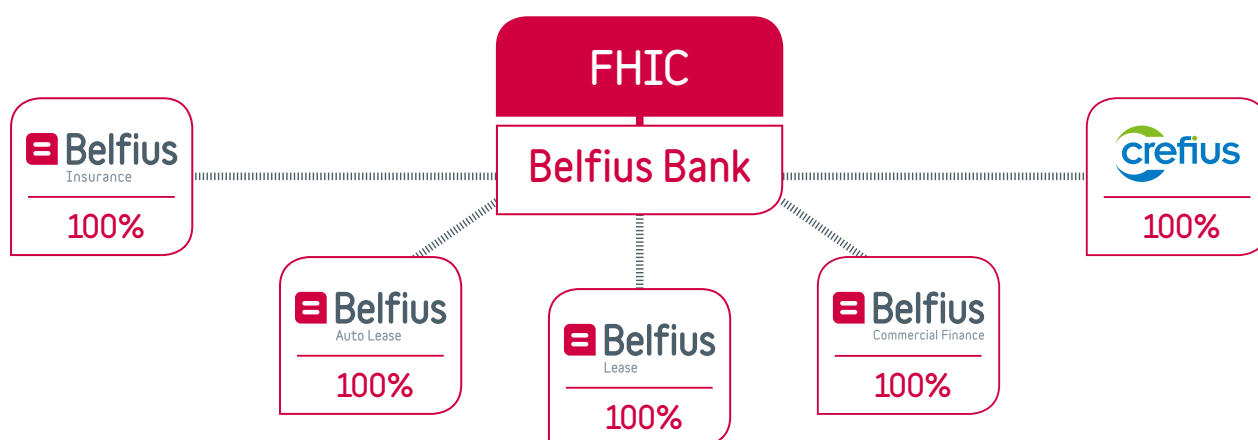 FHIC
Belfius Bank
Belfius
Insurance
100%
crefius
100%
Belfius
Auto Lease
100%
Belfius
Lease
100%
Belfius
Commercial Finance
100%